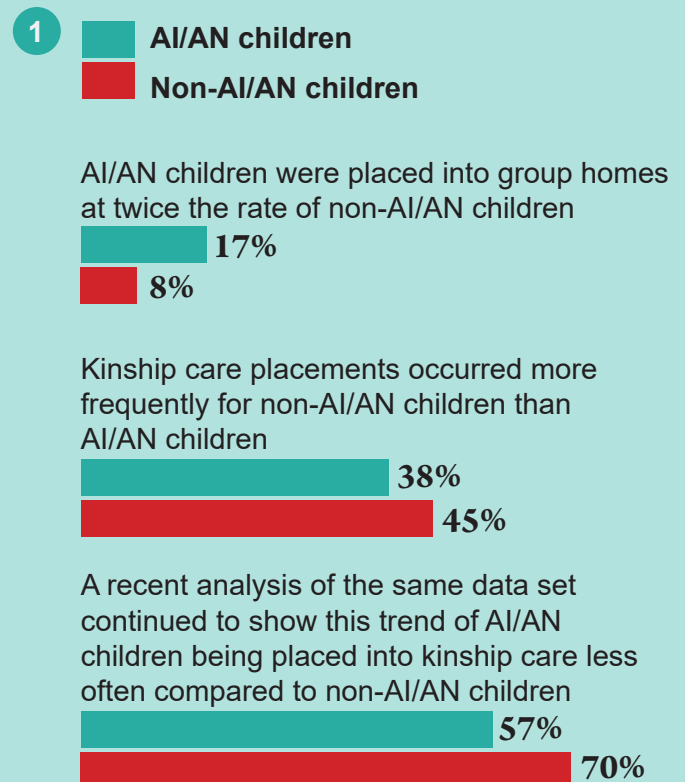 1
AI/AN children
Non-AI/AN children
AI/AN children were placed into group homes
at twice the rate of non-AI/AN children
17%
8%
Kinship care placements occurred more
frequently for non-AI/AN children than
AI/AN children
38%
45%
A recent analysis of the same data set
continued to show this trend of AI/AN
children being placed into kinship care less
often compared to non-AI/AN children
57%
70%